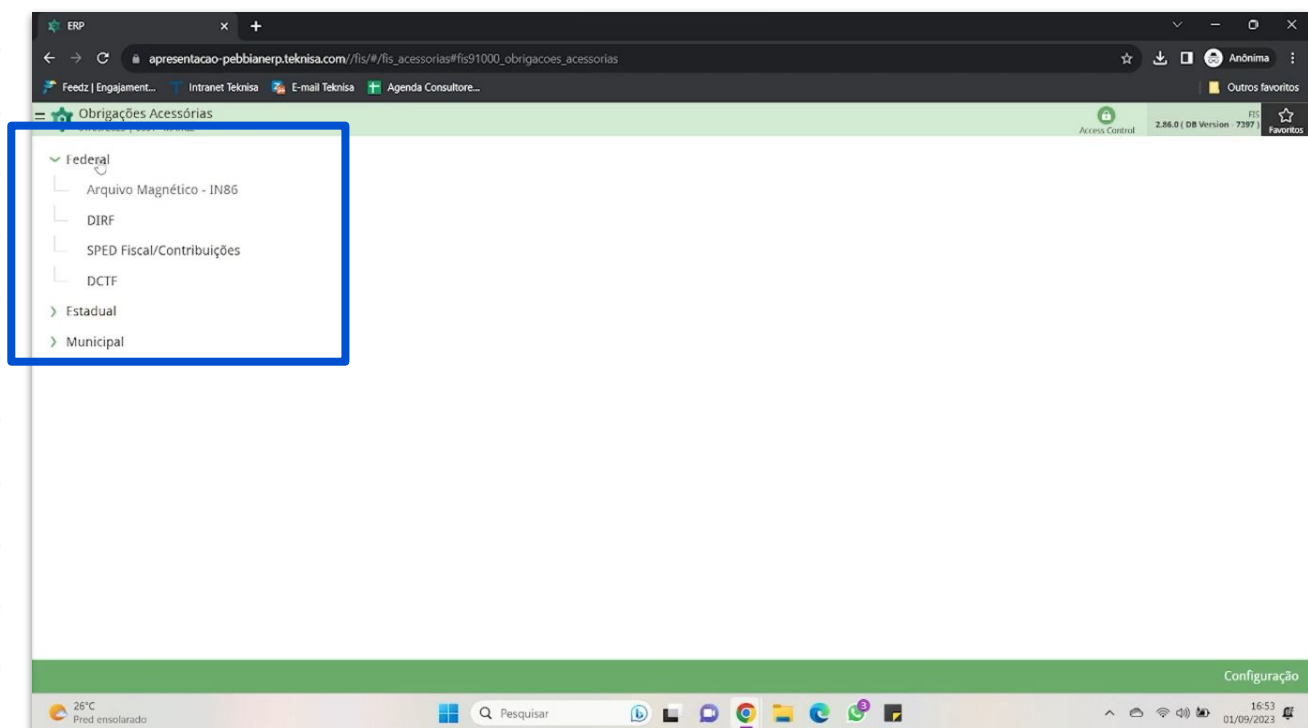 ERP
apresentacao-pebbianerp.teknisa.com//fis/#/fis_acessorias#fis91000_obrigacoes_acessorias
Anônima
Feedz | Engajament...
Intranet Teknisa
E-mail Teknisa
Agenda Consultore...
Outros favoritos
Obrigações Acessórias
Access Control
FIS
2.86.0 ( DB Version - 7397 )
Favoritos
Federal
Arquivo Magnético - IN86
DIRF
SPED Fiscal/Contribuições
DCTF
Estadual
Municipal
Configuração
26°C
Pred ensolarado
Pesquisar
3
16:53
01/09/2023